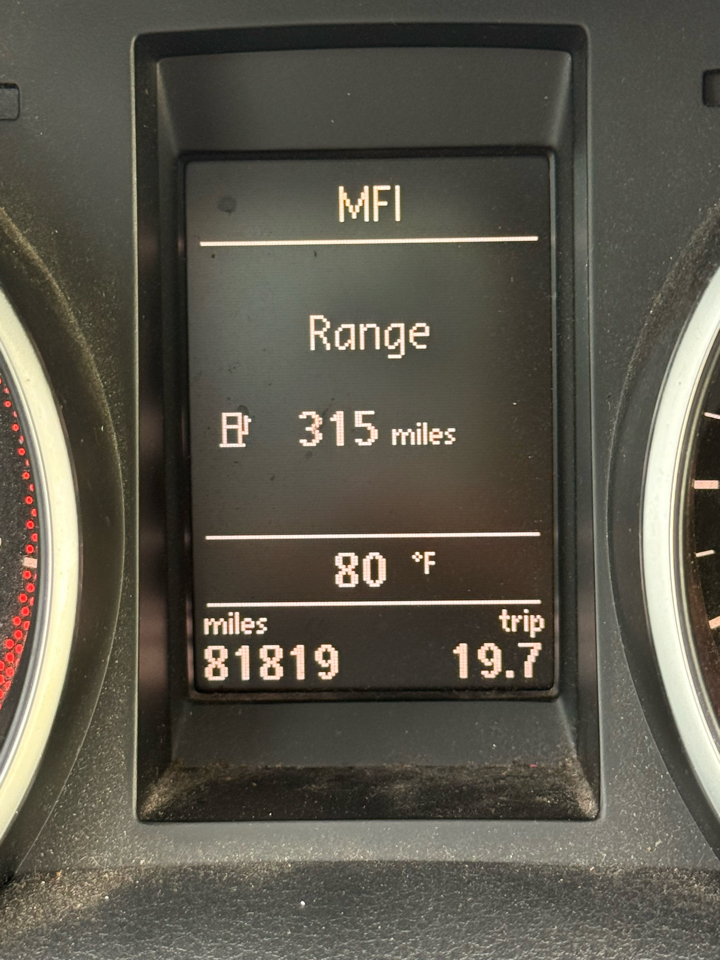 MFI
Range
315 miles
80 °F
miles trip
81819 19.7